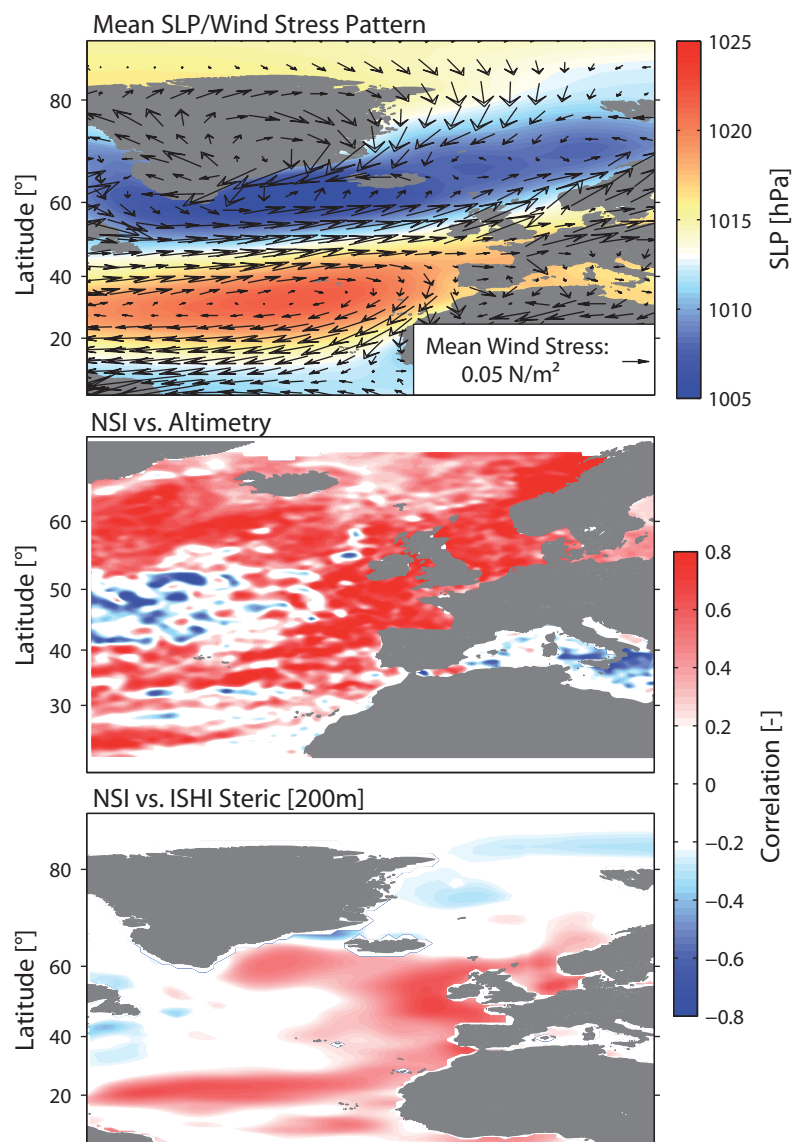 Mean SLP/Wind Stress Pattern
80
60
40
20
Latitude [°]
Mean Wind Stress:
0.05 N/m²
1025
1020
1015
1010
1005
SLP [hPa]
NSI vs. Altimetry
60
50
40
30
Latitude [°]
0.8
0.6
0.4
0.2
0
−0.2
−0.4
−0.6
−0.8
Correlation [-]
NSI vs. ISHI Steric [200m]
80
60
40
20
Latitude [°]